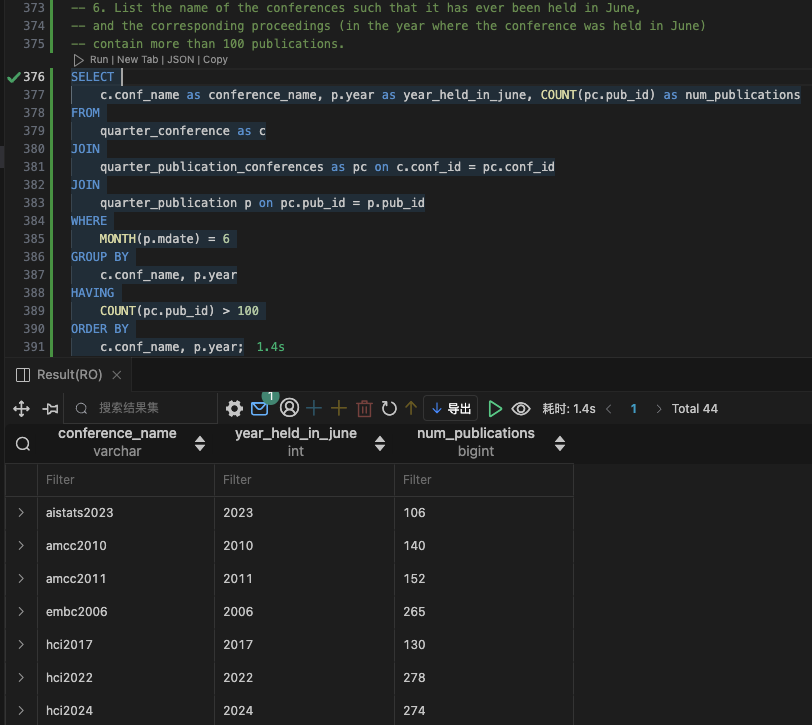 373 -- 6. List the name of the conferences such that it has ever been held in June,
374 -- and the corresponding proceedings (in the year where the conference was held in June)
375 -- contain more than 100 publications.
Run | New Tab | JSON | Copy
376 SELECT
377 c.conf_name as conference_name, p.year as year_held_in_june, COUNT(pc.pub_id) as num_publications
378 FROM
379 quarter_conference as c
380 JOIN
381 quarter_publication_conferences as pc on c.conf_id = pc.conf_id
382 JOIN
383 quarter_publication p on pc.pub_id = p.pub_id
384 WHERE
385 MONTH(p.mdate) = 6
386 GROUP BY
387 c.conf_name, p.year
388 HAVING
389 COUNT(pc.pub_id) > 100
390 ORDER BY
391 c.conf_name, p.year; 1.4s
Result(RO)
搜索结果集 1 导出 耗时: 1.4s 1 Total 44
conference_name year_held_in_june num_publications
varchar int bigint
Filter Filter Filter
aistats2023 2023 106
amcc2010 2010 140
amcc2011 2011 152
embc2006 2006 265
hci2017 2017 130
hci2022 2022 278
hci2024 2024 274